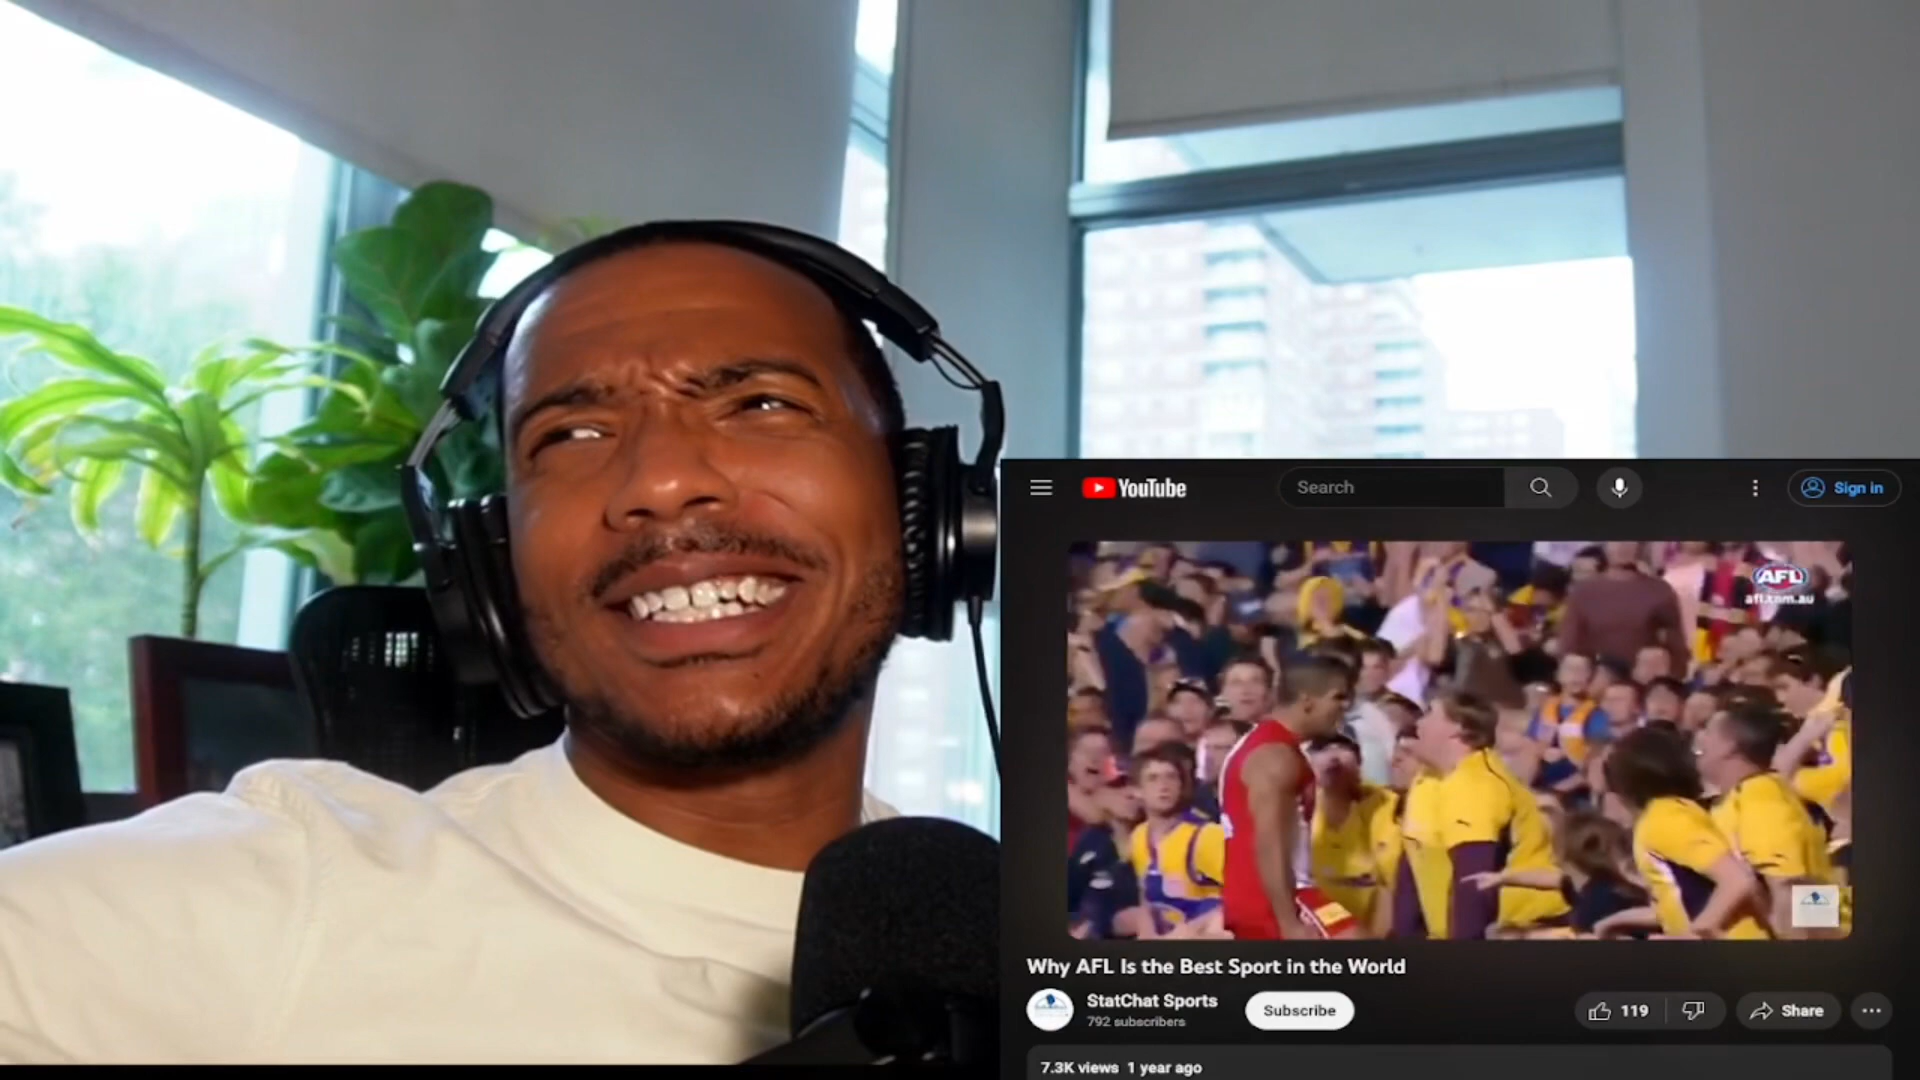 YouTube
Search
Sign in
AFL
afl.com.au
Why AFL Is the Best Sport in the World
StatChat Sports
792 subscribers
Subscribe
119
Share
7.3K views 1 year ago